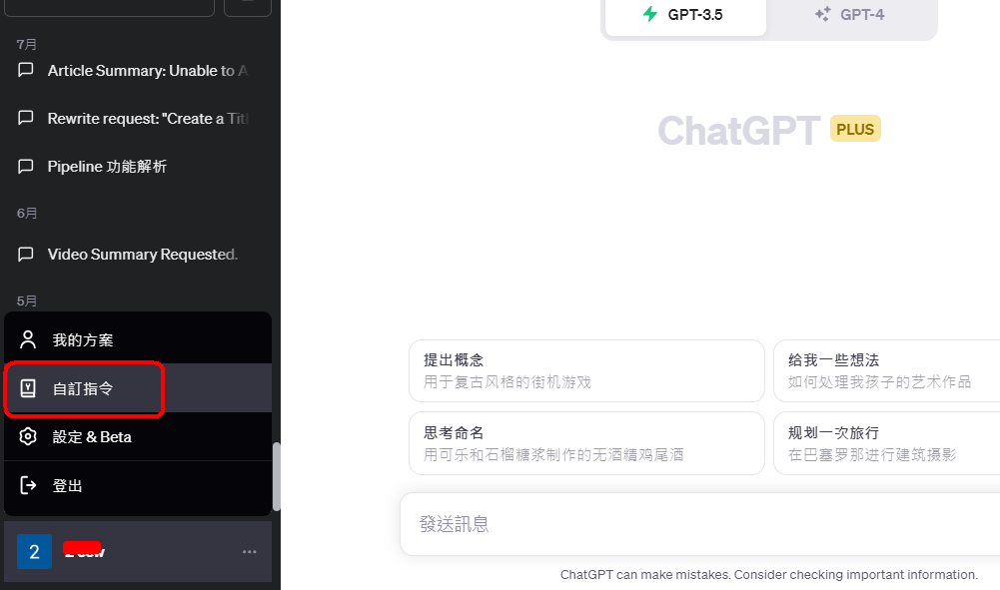 7月
Article Summary: Unable to A
Rewrite request: "Create a Tit
Pipeline 功能解析
6月
Video Summary Requested.
5月
我的方案
自訂指令
設定 & Beta
登出
2
GPT-3.5
GPT-4
ChatGPT PLUS
提出概念
用于复古风格的街机游戏
给我一些想法
如何处理我孩子的艺术作品
思考命名
用可乐和石榴糖浆制作的无酒精鸡尾酒
规划一次旅行
在巴塞罗那进行建筑摄影
發送訊息
ChatGPT can make mistakes. Consider checking important information.